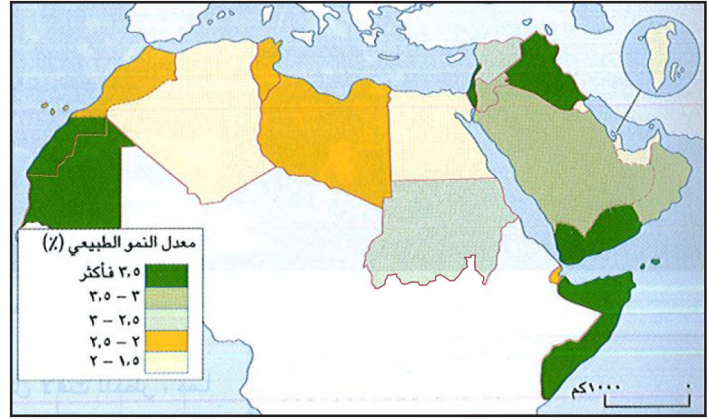 معدل النمو الطبيعي (٪)
٣,٥ فأكثر
٣ – ٣,٥
٢,٥ – ٣
٢ – ٢,٥
١,٥ – ٢
١٠٠٠كم ٠